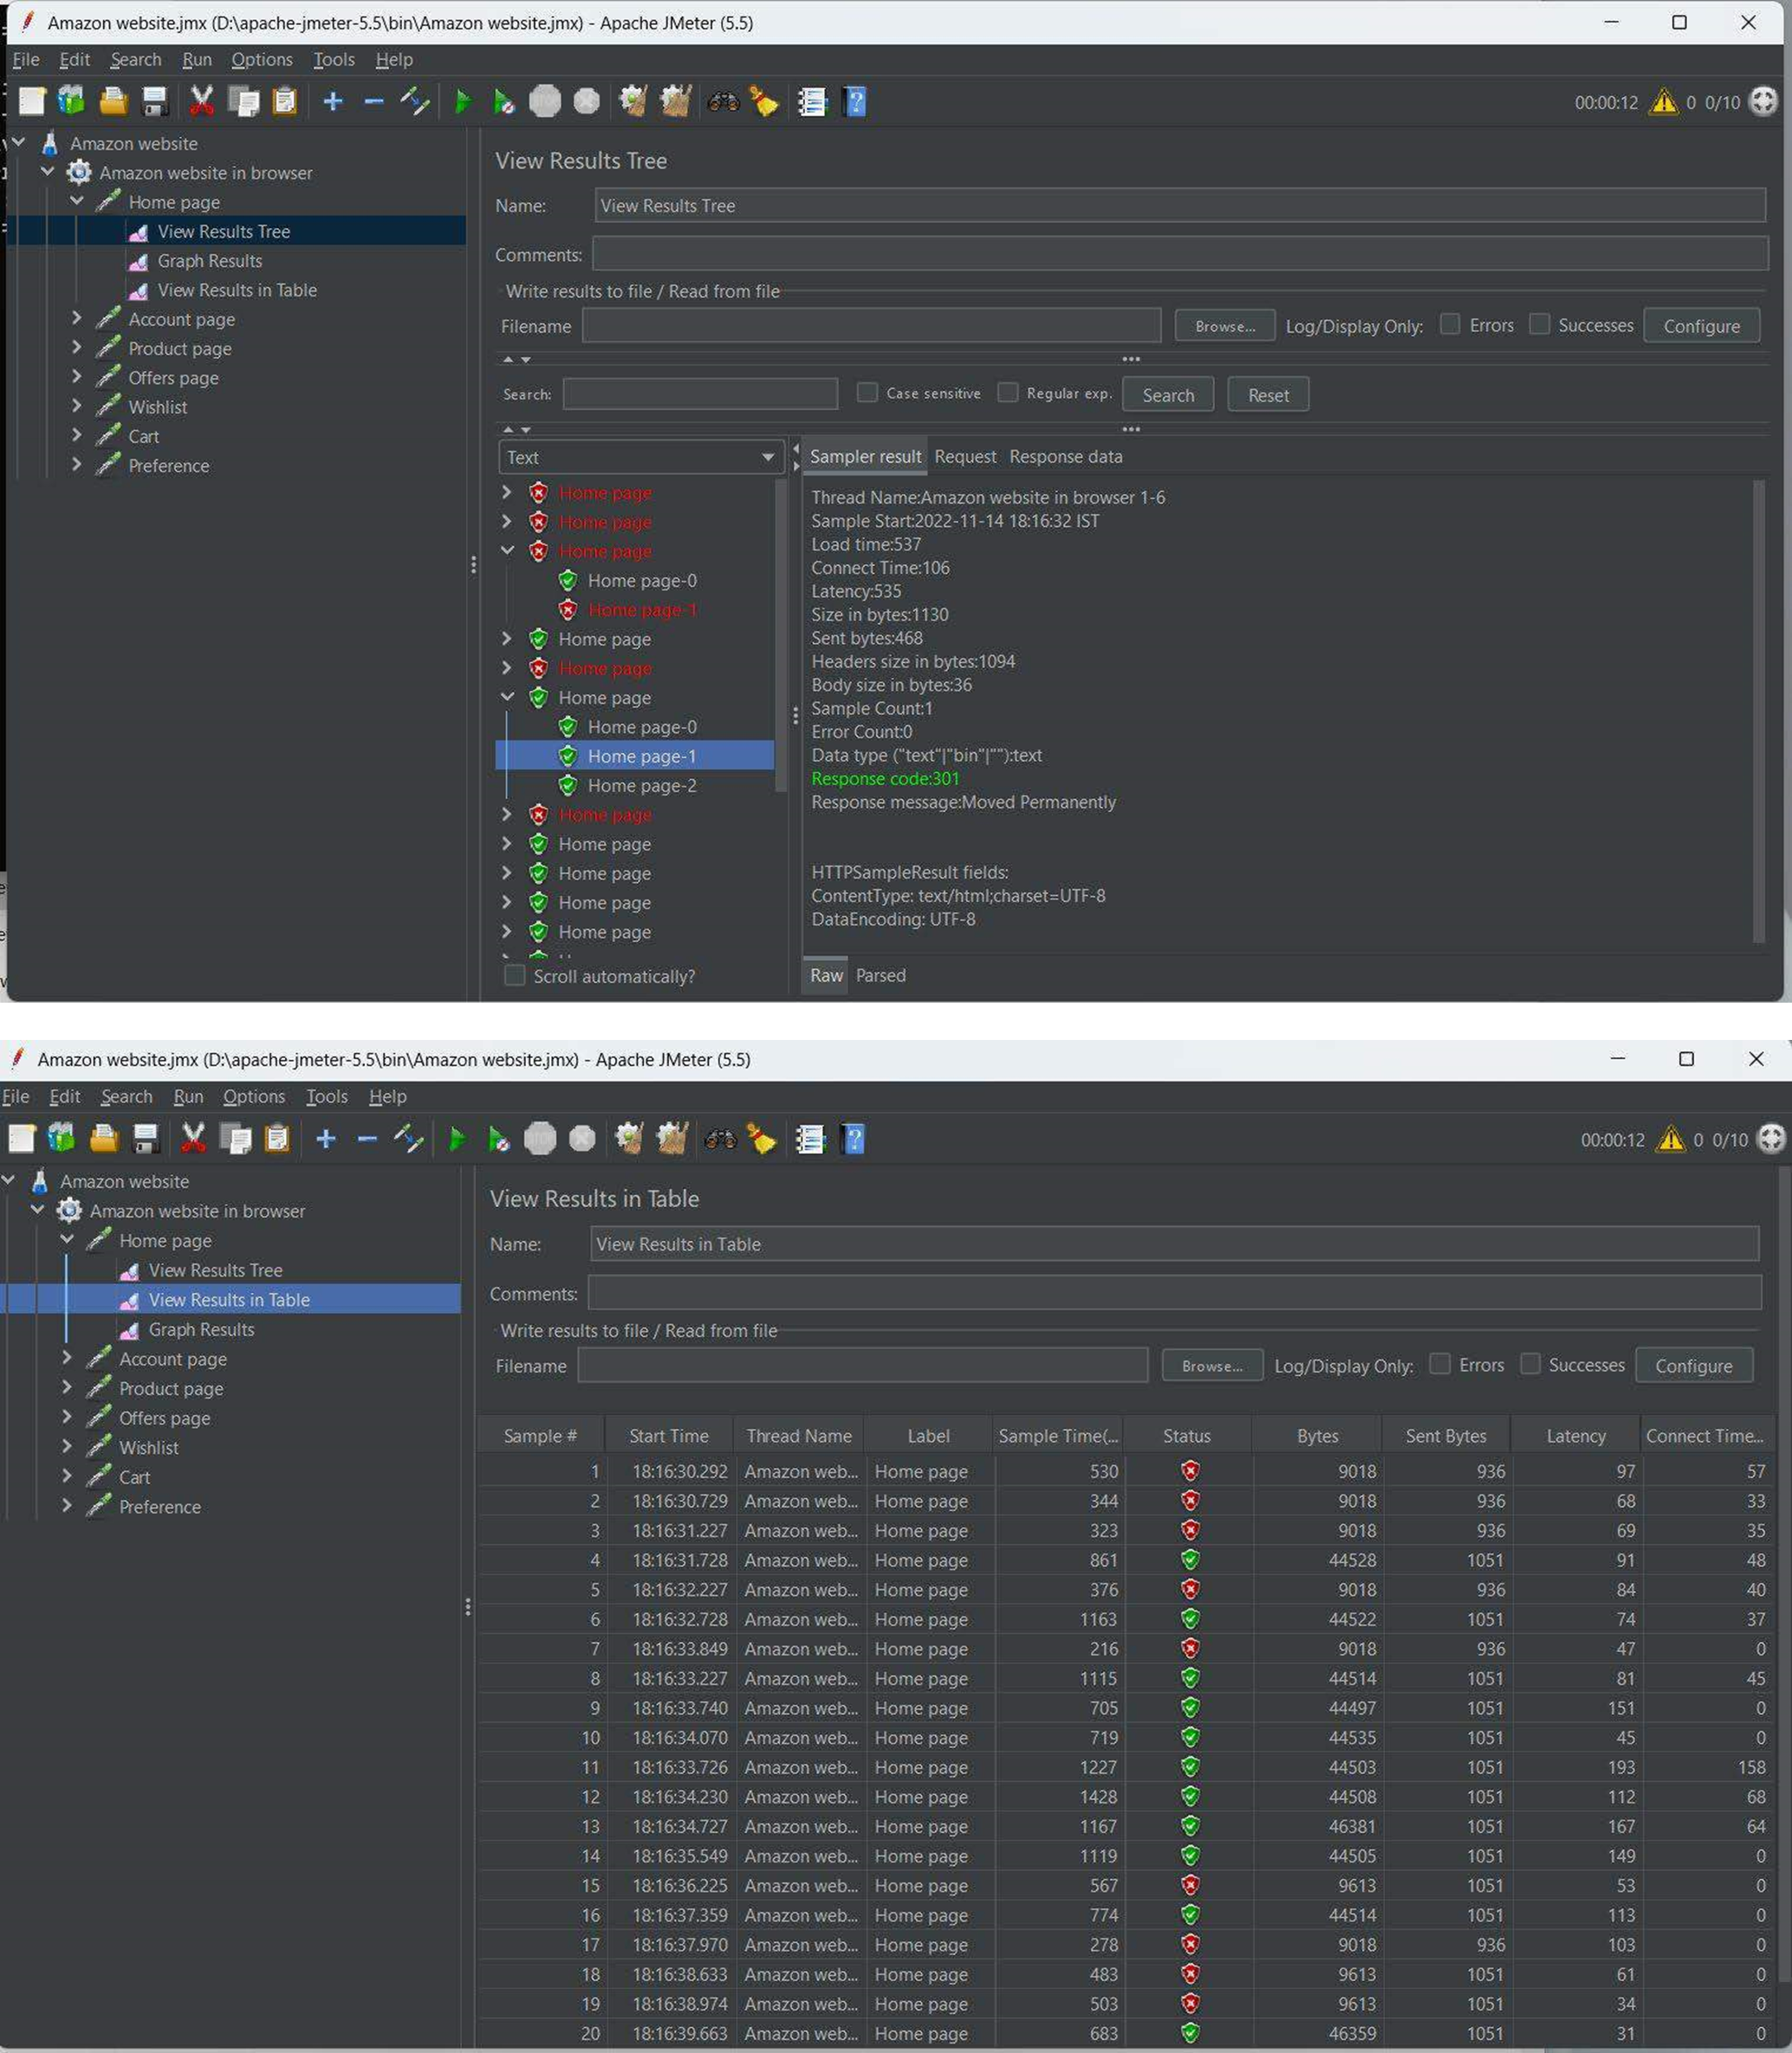 Amazon website.jmx (D:\apache-jmeter-5.5\bin\Amazon website.jmx) - Apache JMeter (5.5)
File Edit Search Run Options Tools Help
00:00:12 0 0/10
Amazon website
Amazon website in browser
Home page
View Results Tree
Graph Results
View Results in Table
Account page
Product page
Offers page
Wishlist
Cart
Preference
View Results Tree
Name: View Results Tree
Comments:
Write results to file / Read from file
Filename Browse... Log/Display Only: Errors Successes Configure
Search: Case sensitive Regular exp. Search Reset
Text
Home page
Home page
Home page
Home page-0
Home page-1
Home page
Home page
Home page
Home page-0
Home page-1
Home page-2
Home page
Home page
Home page
Home page
Home page
Scroll automatically?
Sampler result Request Response data
Thread Name:Amazon website in browser 1-6
Sample Start:2022-11-14 18:16:32 IST
Load time:537
Connect Time:106
Latency:535
Size in bytes:1130
Sent bytes:468
Headers size in bytes:1094
Body size in bytes:36
Sample Count:1
Error Count:0
Data type ("text"|"bin"|""):text
Response code:301
Response message:Moved Permanently
HTTPSampleResult fields:
ContentType: text/html;charset=UTF-8
DataEncoding: UTF-8
Raw Parsed
Amazon website.jmx (D:\apache-jmeter-5.5\bin\Amazon website.jmx) - Apache JMeter (5.5)
File Edit Search Run Options Tools Help
00:00:12 0 0/10
Amazon website
Amazon website in browser
Home page
View Results Tree
View Results in Table
Graph Results
Account page
Product page
Offers page
Wishlist
Cart
Preference
View Results in Table
Name: View Results in Table
Comments:
Write results to file / Read from file
Filename Browse... Log/Display Only: Errors Successes Configure
Sample # Start Time Thread Name Label Sample Time(... Status Bytes Sent Bytes Latency Connect Time...
1 18:16:30.292 Amazon web... Home page 530 9018 936 97 57
2 18:16:30.729 Amazon web... Home page 344 9018 936 68 33
3 18:16:31.227 Amazon web... Home page 323 9018 936 69 35
4 18:16:31.728 Amazon web... Home page 861 44528 1051 91 48
5 18:16:32.227 Amazon web... Home page 376 9018 936 84 40
6 18:16:32.728 Amazon web... Home page 1163 44522 1051 74 37
7 18:16:33.849 Amazon web... Home page 216 9018 936 47 0
8 18:16:33.227 Amazon web... Home page 1115 44514 1051 81 45
9 18:16:33.740 Amazon web... Home page 705 44497 1051 151 0
10 18:16:34.070 Amazon web... Home page 719 44535 1051 45 0
11 18:16:33.726 Amazon web... Home page 1227 44503 1051 193 158
12 18:16:34.230 Amazon web... Home page 1428 44508 1051 112 68
13 18:16:34.727 Amazon web... Home page 1167 46381 1051 167 64
14 18:16:35.549 Amazon web... Home page 1119 44505 1051 149 0
15 18:16:36.225 Amazon web... Home page 567 9613 1051 53 0
16 18:16:37.359 Amazon web... Home page 774 44514 1051 113 0
17 18:16:37.970 Amazon web... Home page 278 9018 936 103 0
18 18:16:38.633 Amazon web... Home page 483 9613 1051 61 0
19 18:16:38.974 Amazon web... Home page 503 9613 1051 34 0
20 18:16:39.663 Amazon web... Home page 683 46359 1051 31 0